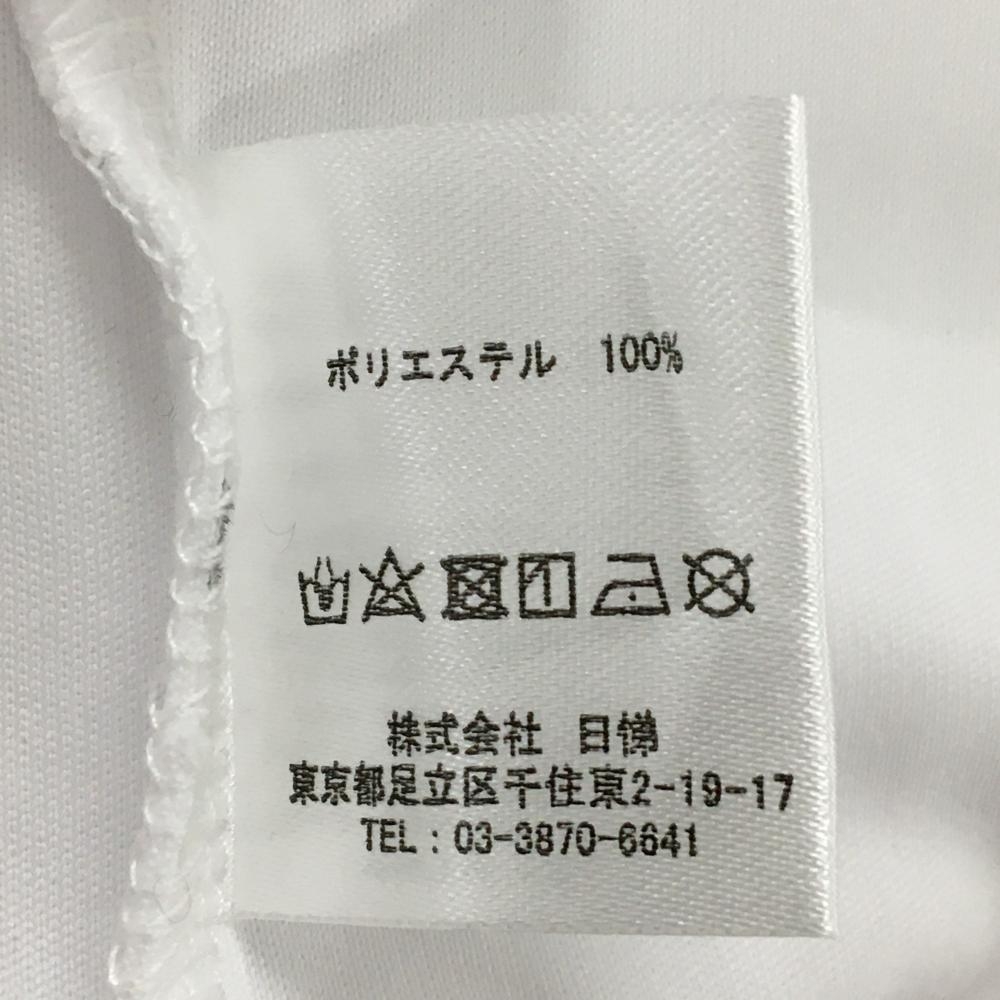 ポリエステル 100%
株式会社 日惵
東京都足立区千住東2-19-17
TEL:03-3870-6641